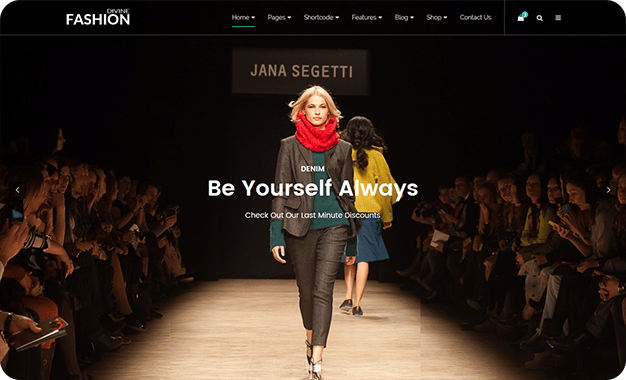 DIVINE
FASHION
Home Pages Shortcode Features Blog Shop Contact Us
2
JANA SEGETTI
DENIM
Be Yourself Always
Check Out Our Last Minute Discounts